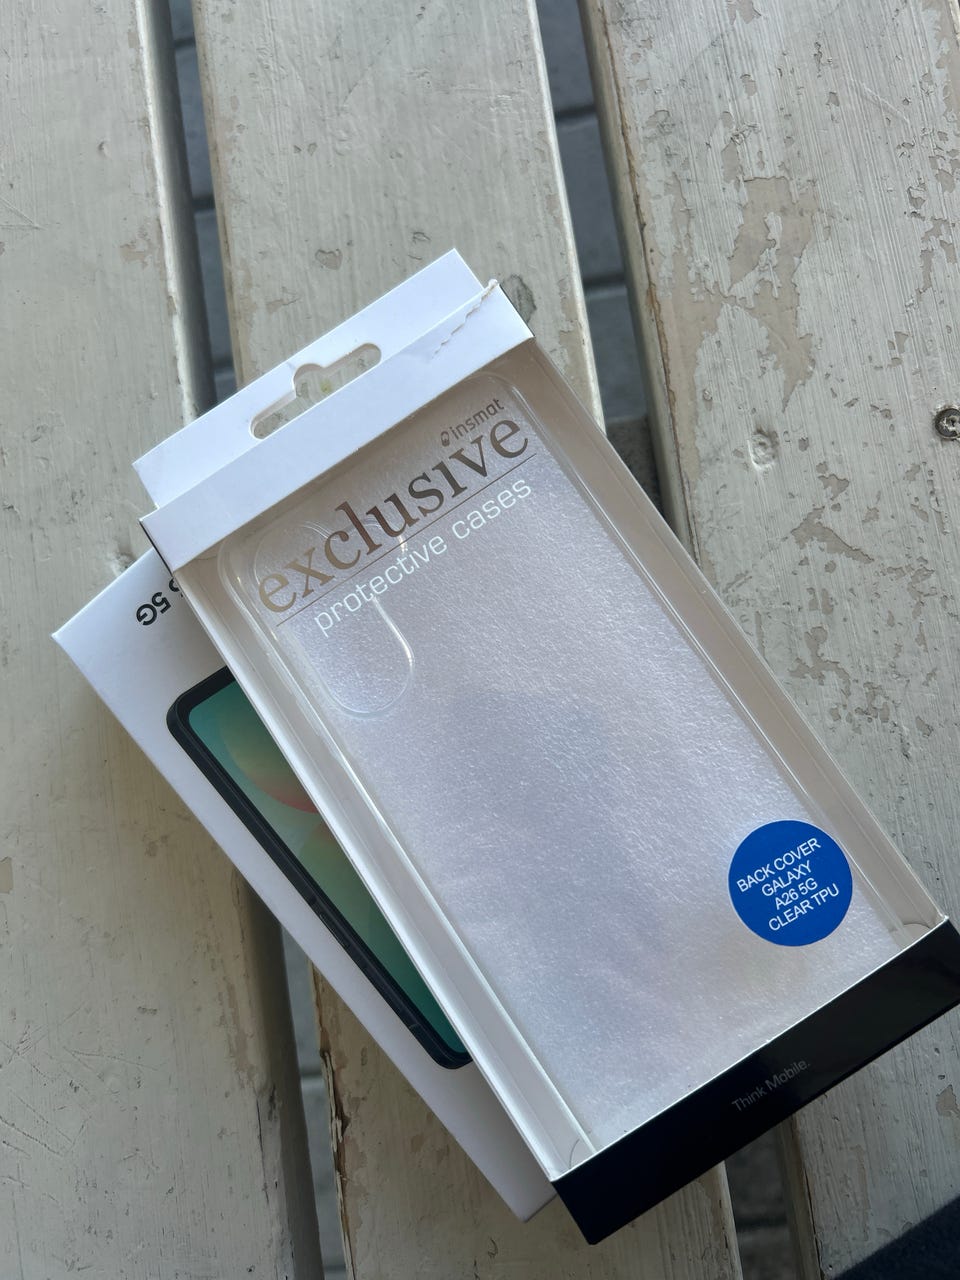 insmat
exclusive
protective cases
5G
BACK COVER
GALAXY
A26 5G
CLEAR TPU
Think Mobile.